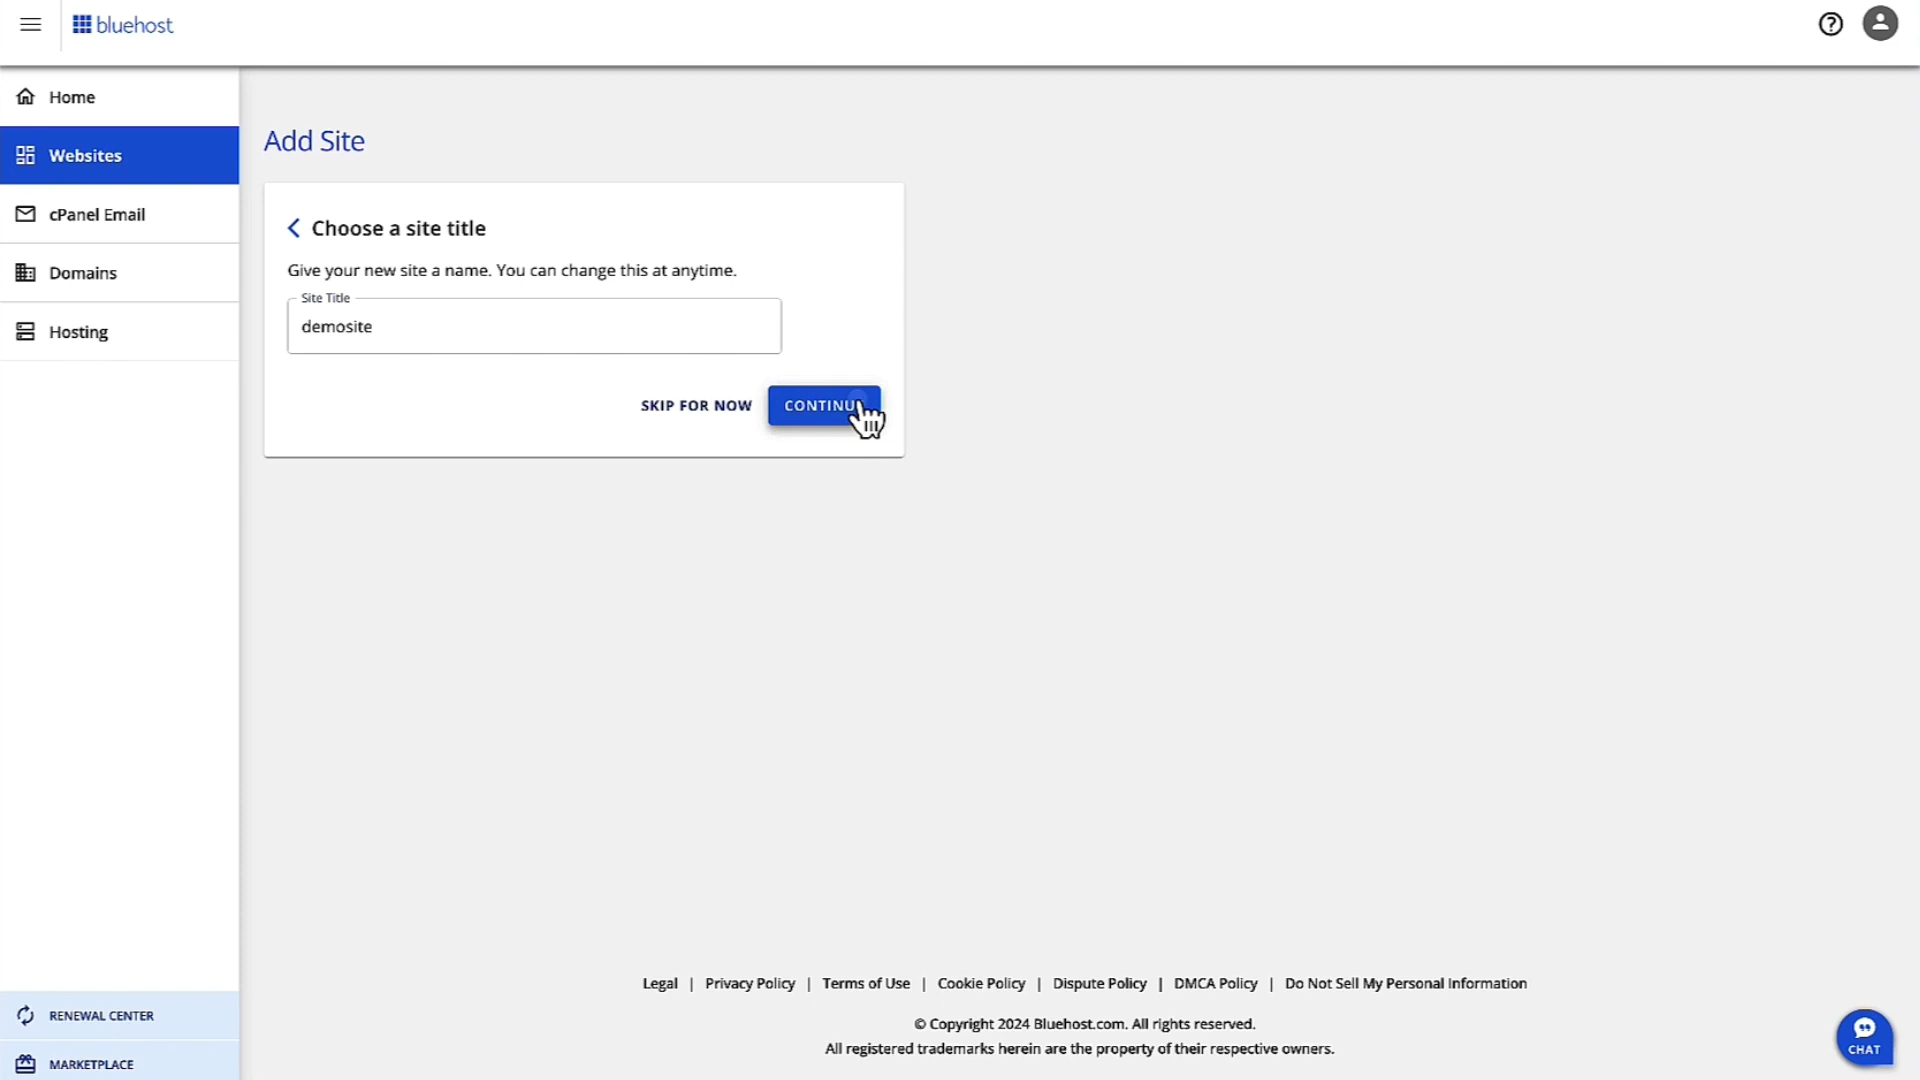 bluehost
Home
Websites
cPanel Email
Domains
Hosting
Add Site
Choose a site title
Give your new site a name. You can change this at anytime.
Site Title
demosite
SKIP FOR NOW
CONTINU
Legal | Privacy Policy | Terms of Use | Cookie Policy | Dispute Policy | DMCA Policy | Do Not Sell My Personal Information
© Copyright 2024 Bluehost.com. All rights reserved.
All registered trademarks herein are the property of their respective owners.
RENEWAL CENTER
MARKETPLACE
CHAT